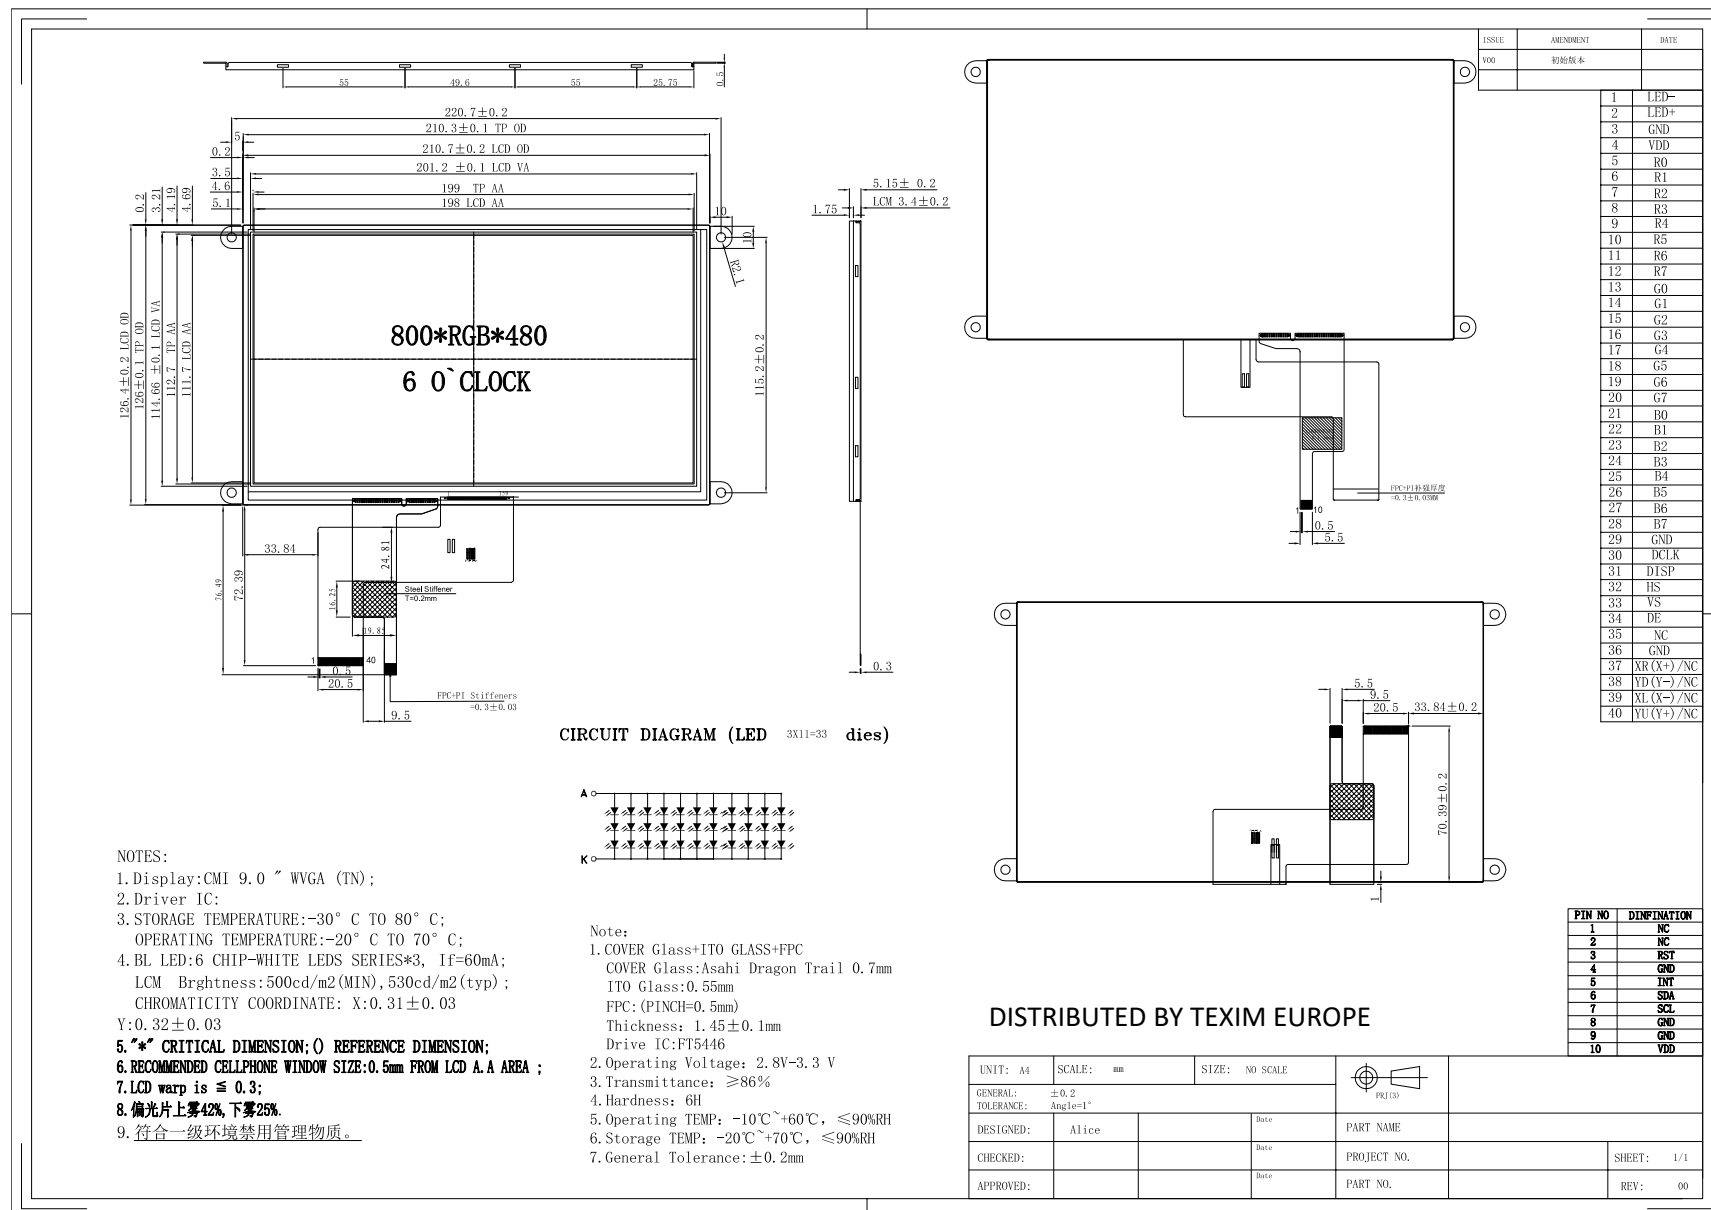 ISSUE AMENDMENT DATE
V00 初始版本
55 49.6 55 25.75 0.5
220.7±0.2
210.3±0.1 TP OD
5
210.7±0.2 LCD OD
0.2
201.2 ±0.1 LCD VA
3.5
199 TP AA
4.6
198 LCD AA
5.1
0.2 3.21 4.19 4.69
10
10
R2.1
126.4±0.2 LCD OD
126±0.1 TP OD
114.66 ±0.1 LCD VA
112.7 TP AA
111.7 LCD AA
115.2±0.2
800*RGB*480
6 O`CLOCK
5.15± 0.2
1.75 LCM 3.4±0.2
0.3
33.84
24.81
76.49
72.39
16.25
Steel Stiffener
T=0.2mm
19.85
1 40
0.5
20.5
9.5
FPC+PI Stiffeners
=0.3±0.03
FPC+PI补强厚度
=0.3±0.03MM
1 10
0.5
5.5
5.5
9.5
20.5 33.84±0.2
70.39±0.2
1
1 LED-
2 LED+
3 GND
4 VDD
5 R0
6 R1
7 R2
8 R3
9 R4
10 R5
11 R6
12 R7
13 G0
14 G1
15 G2
16 G3
17 G4
18 G5
19 G6
20 G7
21 B0
22 B1
23 B2
24 B3
25 B4
26 B5
27 B6
28 B7
29 GND
30 DCLK
31 DISP
32 HS
33 VS
34 DE
35 NC
36 GND
37 XR(X+)/NC
38 YD(Y-)/NC
39 XL(X-)/NC
40 YU(Y+)/NC
CIRCUIT DIAGRAM (LED 3X11=33 dies)
A
K
NOTES:
1.Display:CMI 9.0 ″ WVGA (TN);
2.Driver IC:
3.STORAGE TEMPERATURE:-30° C TO 80° C;
OPERATING TEMPERATURE:-20° C TO 70° C;
4.BL LED:6 CHIP-WHITE LEDS SERIES*3, If=60mA;
LCM Brghtness:500cd/m2(MIN),530cd/m2(typ);
CHROMATICITY COORDINATE: X:0.31±0.03
Y:0.32±0.03
5.″*″ CRITICAL DIMENSION;() REFERENCE DIMENSION;
6.RECOMMENDED CELLPHONE WINDOW SIZE:0.5mm FROM LCD A.A AREA ;
7.LCD warp is ≦ 0.3;
8.偏光片上雾42%,下雾25%.
9.符合一级环境禁用管理物质。
Note:
1.COVER Glass+ITO GLASS+FPC
COVER Glass:Asahi Dragon Trail 0.7mm
ITO Glass:0.55mm
FPC:(PINCH=0.5mm)
Thickness: 1.45±0.1mm
Drive IC:FT5446
2.Operating Voltage: 2.8V-3.3 V
3.Transmittance: ≥86%
4.Hardness: 6H
5.Operating TEMP: -10℃~+60℃, ≤90%RH
6.Storage TEMP: -20℃~+70℃, ≤90%RH
7.General Tolerance:±0.2mm
PIN NO DINFINATION
1 NC
2 NC
3 RST
4 GND
5 INT
6 SDA
7 SCL
8 GND
9 GND
10 VDD
DISTRIBUTED BY TEXIM EUROPE
UNIT: A4 SCALE: mm SIZE: NO SCALE
PRJ(3)
GENERAL: ±0.2
TOLERANCE: Angle=1°
DESIGNED: Alice Date PART NAME
CHECKED: Date PROJECT NO. SHEET: 1/1
APPROVED: Date PART NO. REV: 00